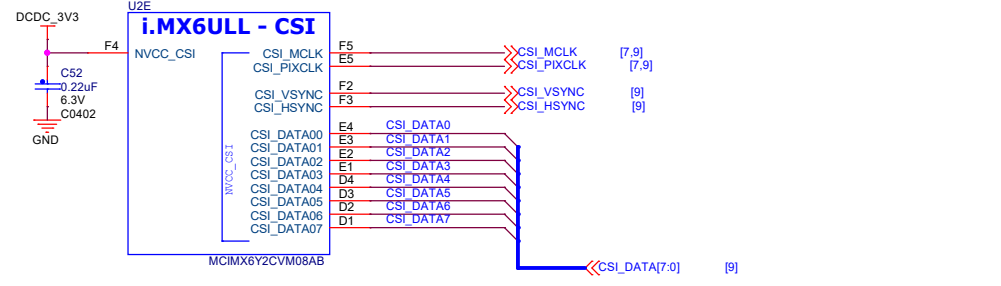 U2E
DCDC_3V3
i.MX6ULL - CSI
F4 NVCC_CSI
CSI_MCLK F5 CSI_MCLK [7,9]
CSI_PIXCLK E5 CSI_PIXCLK [7,9]
C52
0.22uF
6.3V
C0402
GND
CSI_VSYNC F2 CSI_VSYNC [9]
CSI_HSYNC F3 CSI_HSYNC [9]
NVCC_CSI
CSI_DATA00 E4 CSI_DATA0
CSI_DATA01 E3 CSI_DATA1
CSI_DATA02 E2 CSI_DATA2
CSI_DATA03 E1 CSI_DATA3
CSI_DATA04 D4 CSI_DATA4
CSI_DATA05 D3 CSI_DATA5
CSI_DATA06 D2 CSI_DATA6
CSI_DATA07 D1 CSI_DATA7
MCIMX6Y2CVM08AB
CSI_DATA[7:0] [9]